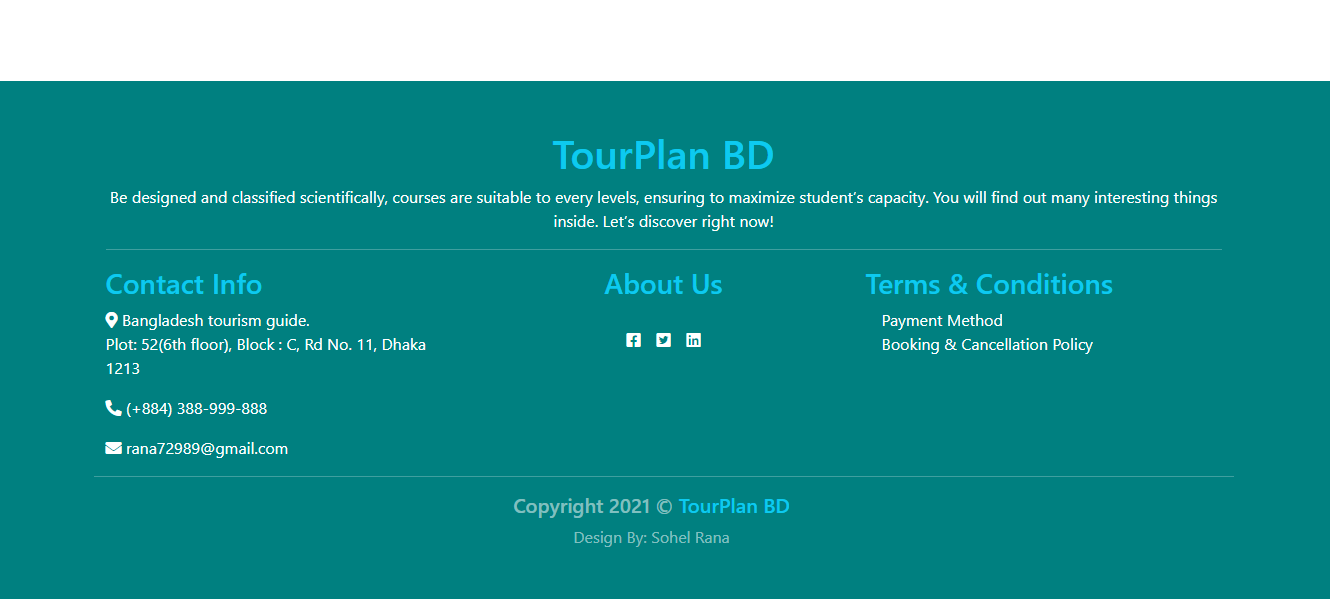 TourPlan BD
Be designed and classified scientifically, courses are suitable to every levels, ensuring to maximize student’s capacity. You will find out many interesting things
inside. Let’s discover right now!
Contact Info
Bangladesh tourism guide.
Plot: 52(6th floor), Block : C, Rd No. 11, Dhaka
1213
(+884) 388-999-888
rana72989@gmail.com
About Us
Terms & Conditions
Payment Method
Booking & Cancellation Policy
Copyright 2021 © TourPlan BD
Design By: Sohel Rana